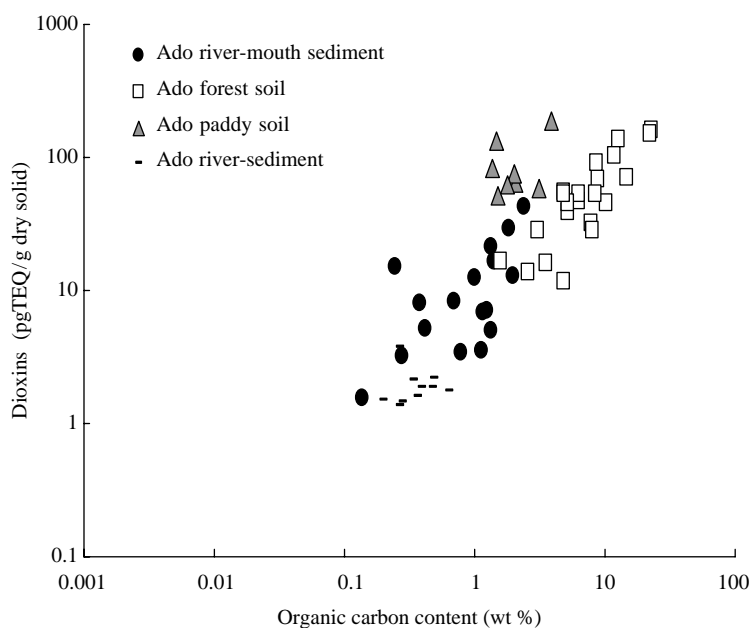 1000
Ado river-mouth sediment
Ado forest soil
Ado paddy soil
Ado river-sediment
100
10
1
0.1
Dioxins (pgTEQ/g dry solid)
0.001
0.01
0.1
1
10
100
Organic carbon content (wt %)